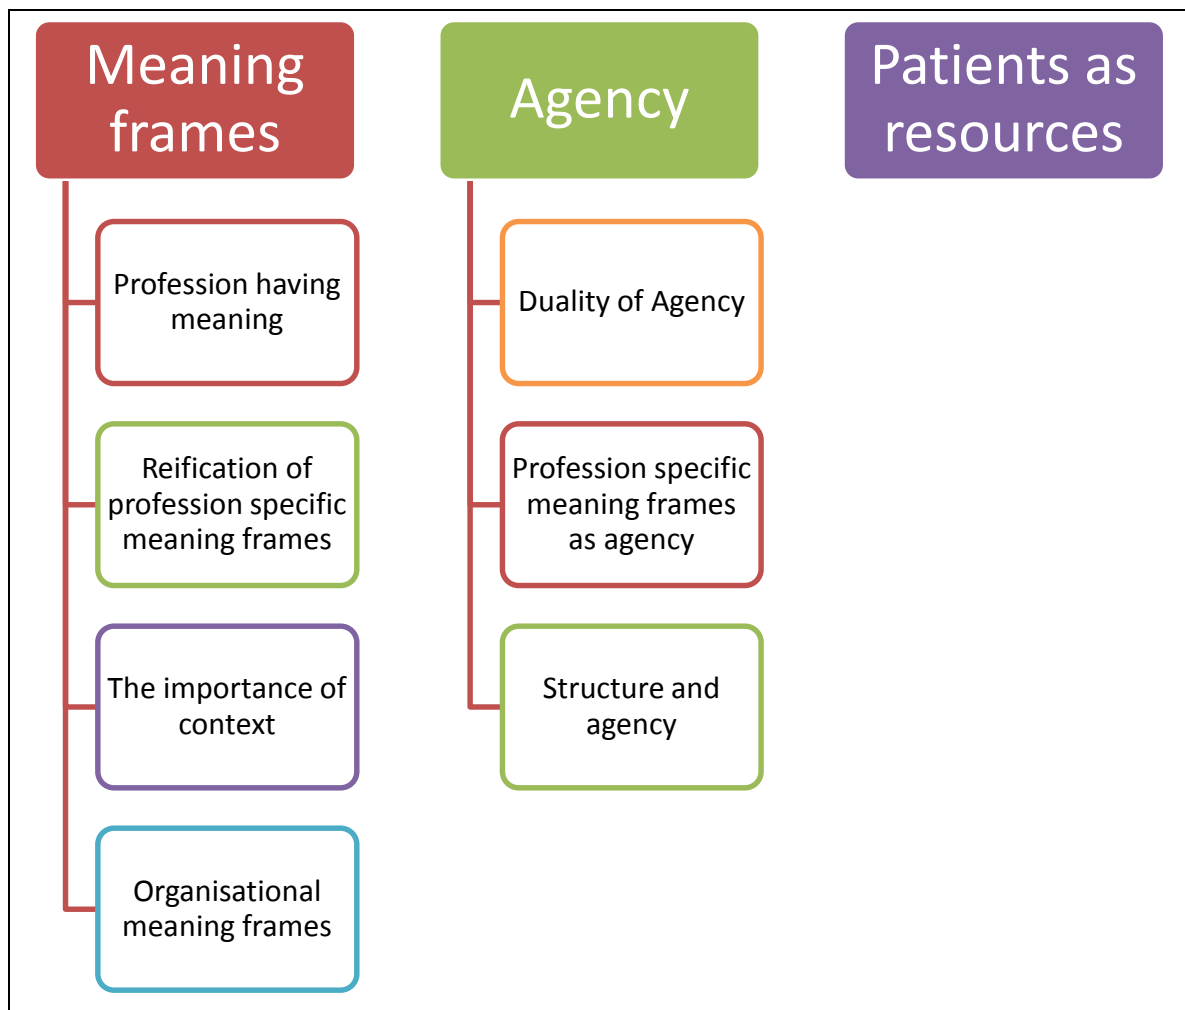 Meaning
frames
Profession having
meaning
Reification of
profession specific
meaning frames
The importance of
context
Organisational
meaning frames
Agency
Duality of Agency
Profession specific
meaning frames
as agency
Structure and
agency
Patients as
resources